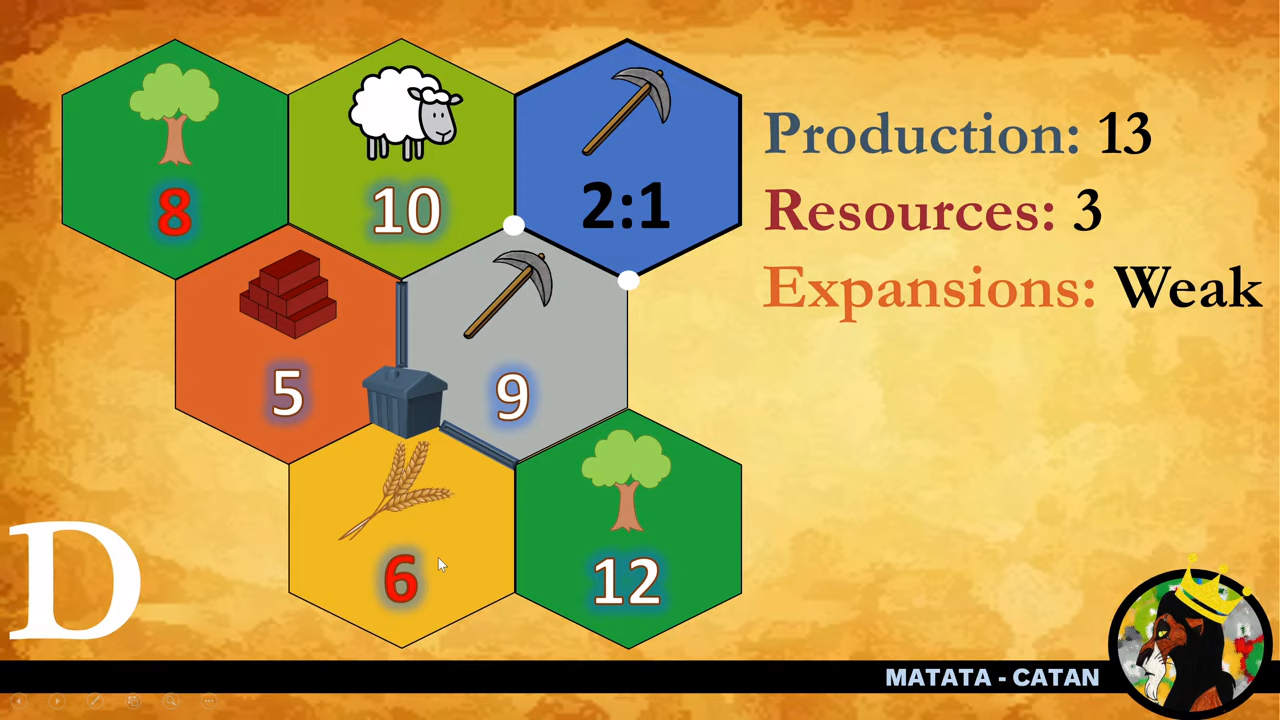 8
10
2:1
Production: 13
Resources: 3
Expansions: Weak
5
9
6
12
D
MATATA - CATAN